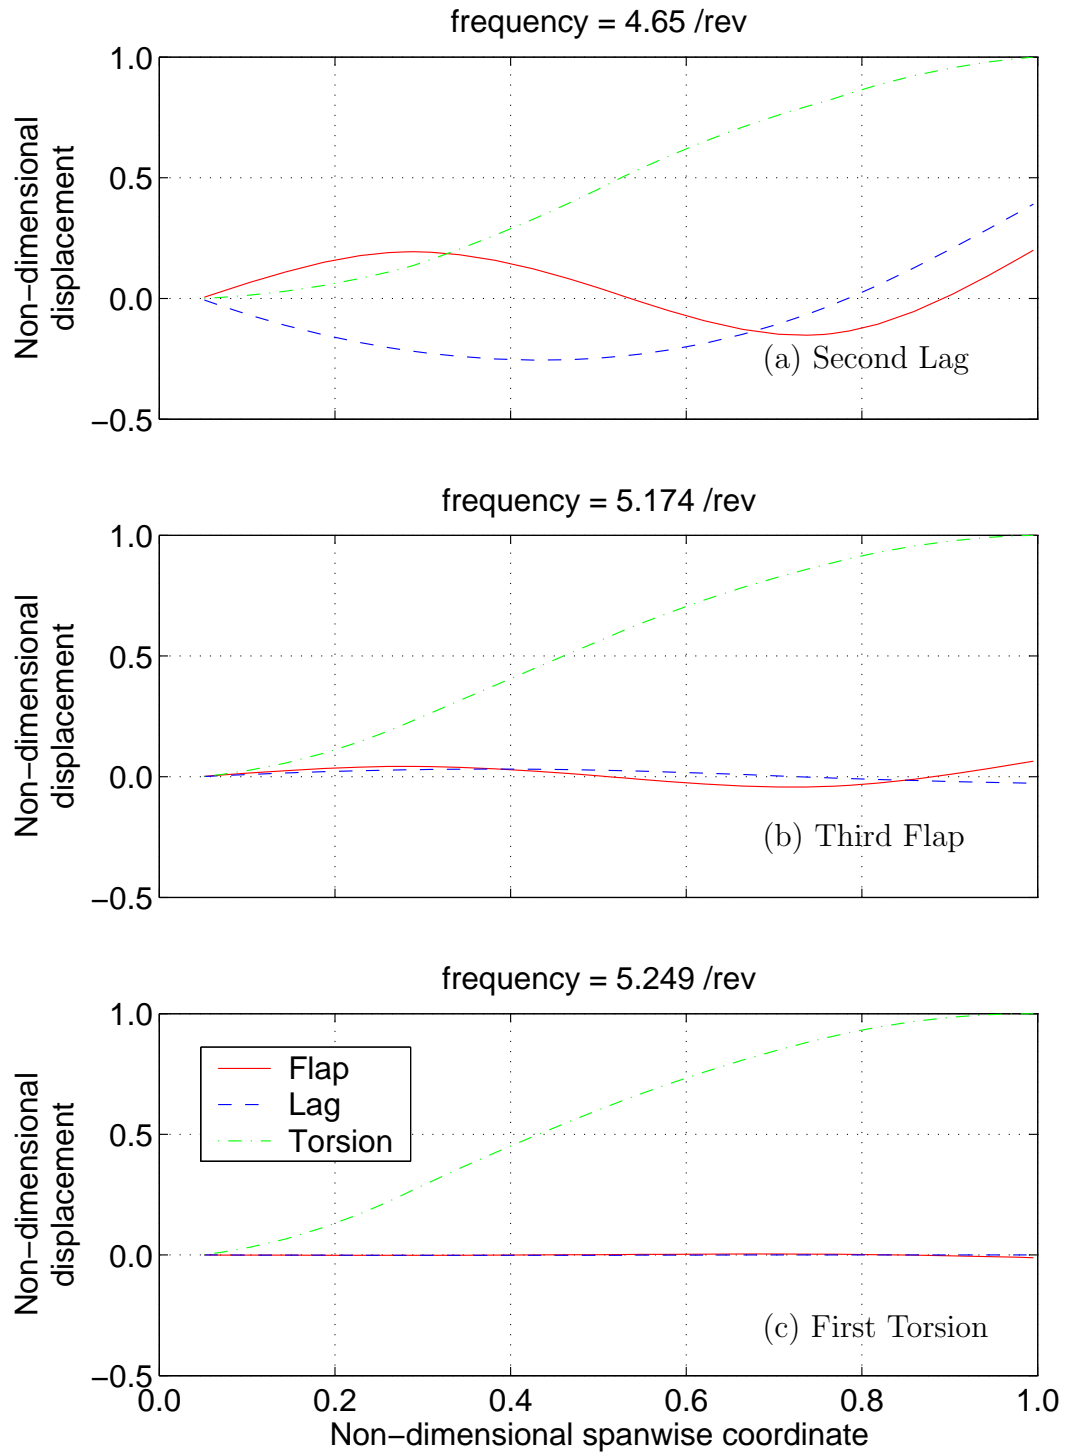 frequency = 4.65 /rev
Non−dimensional
displacement
1.0
0.5
0.0
−0.5
(a) Second Lag
frequency = 5.174 /rev
Non−dimensional
displacement
1.0
0.5
0.0
−0.5
(b) Third Flap
frequency = 5.249 /rev
Non−dimensional
displacement
1.0
0.5
0.0
−0.5
Flap
Lag
Torsion
(c) First Torsion
0.0 0.2 0.4 0.6 0.8 1.0
Non−dimensional spanwise coordinate